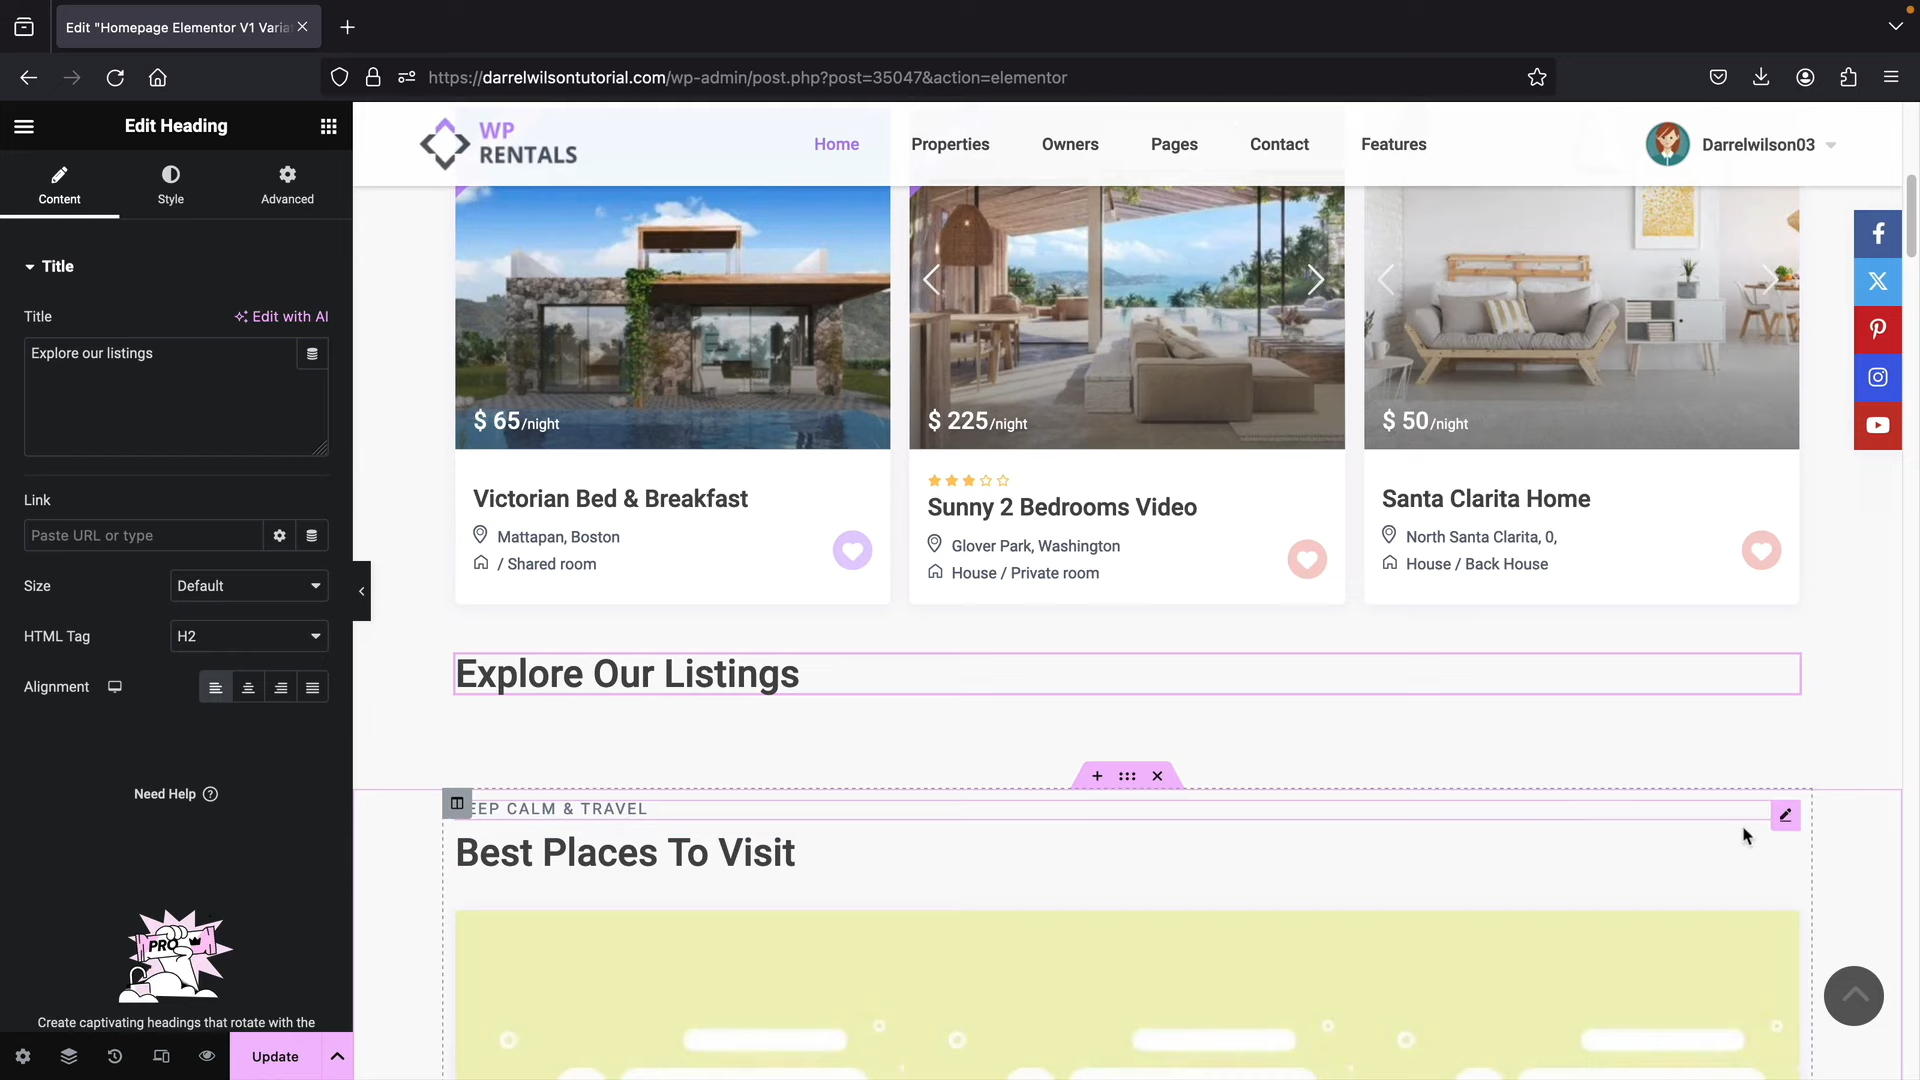 Edit "Homepage Elementor V1 Varia
https://darrelwilsontutorial.com/wp-admin/post.php?post=35047&action=elementor
Edit Heading
Content
Style
Advanced
WP
RENTALS
Home
Properties
Owners
Pages
Contact
Features
Darrelwilson03
Title
Title
Edit with AI
Explore our listings
Link
Paste URL or type
Size
Default
HTML Tag
H2
Alignment
Need Help
PRO
Create captivating headings that rotate with the
Update
$ 65/night
Victorian Bed & Breakfast
Mattapan, Boston
/ Shared room
$ 225/night
Sunny 2 Bedrooms Video
Glover Park, Washington
House / Private room
$ 50/night
Santa Clarita Home
North Santa Clarita, 0,
House / Back House
Explore Our Listings
EEP CALM & TRAVEL
Best Places To Visit